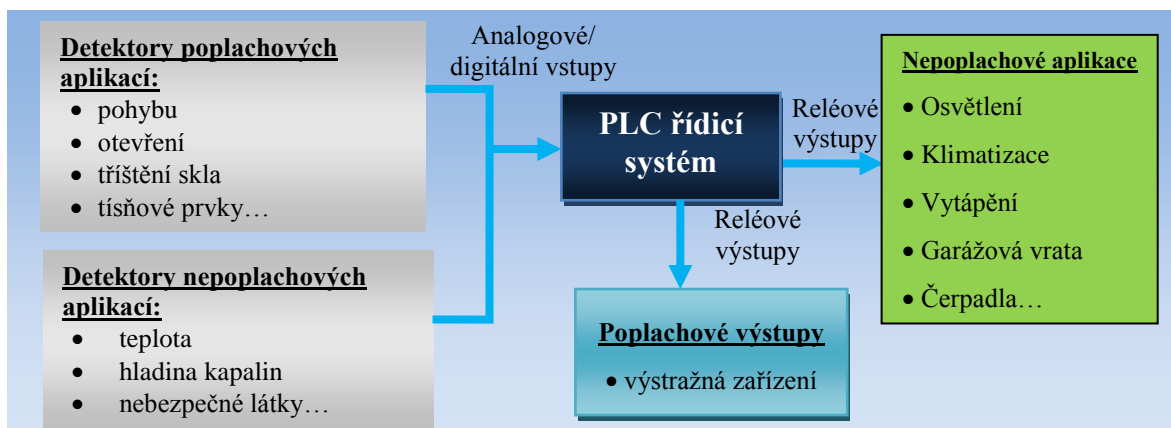 Detektory poplachových
aplikací:
• pohybu
• otevření
• tříštění skla
• tísňové prvky…
Detektory nepoplachových
aplikací:
• teplota
• hladina kapalin
• nebezpečné látky…
Analogové/
digitální vstupy
PLC řídicí
systém
Reléové
výstupy
Reléové
výstupy
Poplachové výstupy
• výstražná zařízení
Nepoplachové aplikace
• Osvětlení
• Klimatizace
• Vytápění
• Garážová vrata
• Čerpadla…